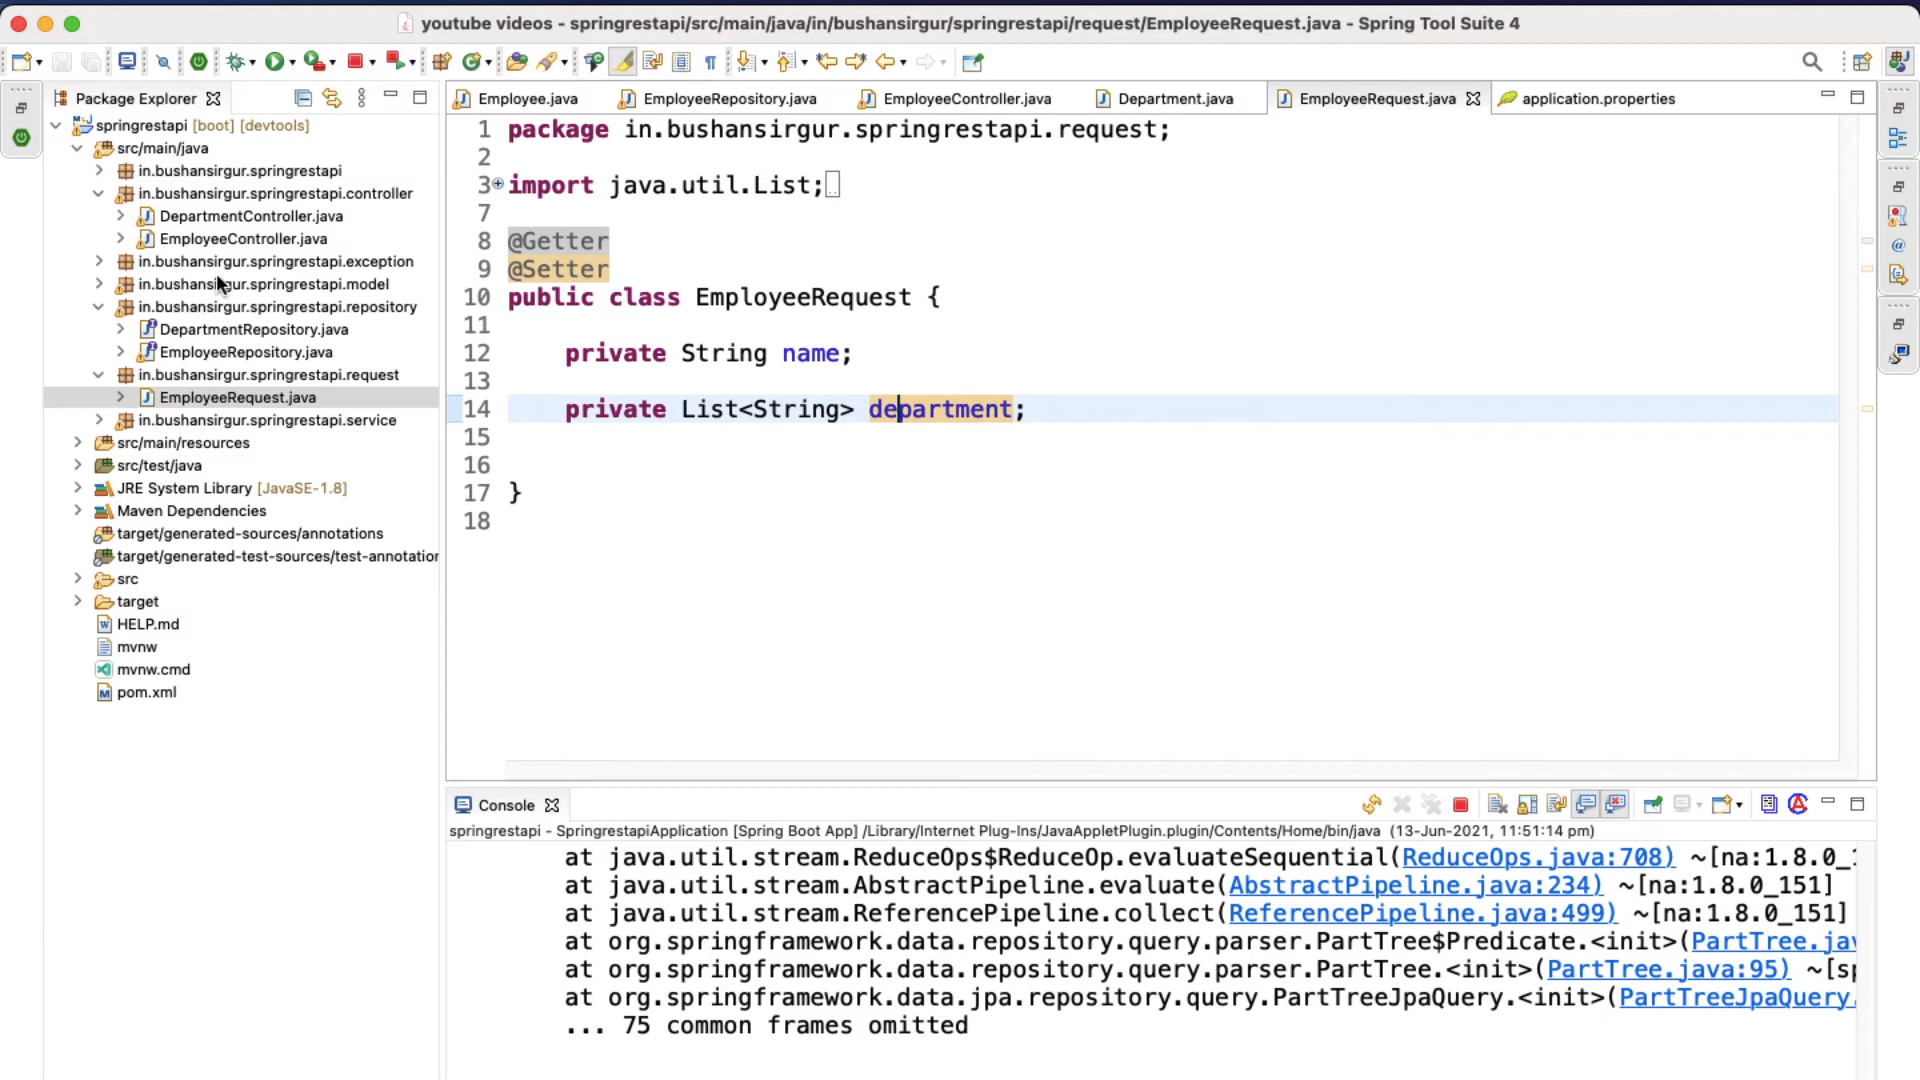 youtube videos - springrestapi/src/main/java/in/bushansirgur/springrestapi/request/EmployeeRequest.java - Spring Tool Suite 4
Package Explorer
springrestapi [boot] [devtools]
src/main/java
in.bushansirgur.springrestapi
in.bushansirgur.springrestapi.controller
DepartmentController.java
EmployeeController.java
in.bushansirgur.springrestapi.exception
in.bushansirgur.springrestapi.model
in.bushansirgur.springrestapi.repository
DepartmentRepository.java
EmployeeRepository.java
in.bushansirgur.springrestapi.request
EmployeeRequest.java
in.bushansirgur.springrestapi.service
src/main/resources
src/test/java
JRE System Library [JavaSE-1.8]
Maven Dependencies
target/generated-sources/annotations
target/generated-test-sources/test-annotation
src
target
HELP.md
mvnw
mvnw.cmd
pom.xml
Employee.java EmployeeRepository.java EmployeeController.java Department.java EmployeeRequest.java application.properties
1 package in.bushansirgur.springrestapi.request;
2
3 import java.util.List;
7
8 @Getter
9 @Setter
10 public class EmployeeRequest {
11
12 private String name;
13
14 private List<String> department;
15
16
17 }
18
Console
springrestapi - SpringrestapiApplication [Spring Boot App] /Library/Internet Plug-Ins/JavaAppletPlugin.plugin/Contents/Home/bin/java (13-Jun-2021, 11:51:14 pm)
at java.util.stream.ReduceOps$ReduceOp.evaluateSequential(ReduceOps.java:708) ~[na:1.8.0_1
at java.util.stream.AbstractPipeline.evaluate(AbstractPipeline.java:234) ~[na:1.8.0_151]
at java.util.stream.ReferencePipeline.collect(ReferencePipeline.java:499) ~[na:1.8.0_151]
at org.springframework.data.repository.query.parser.PartTree$Predicate.<init>(PartTree.jav
at org.springframework.data.repository.query.parser.PartTree.<init>(PartTree.java:95) ~[sp
at org.springframework.data.jpa.repository.query.PartTreeJpaQuery.<init>(PartTreeJpaQuery.
... 75 common frames omitted